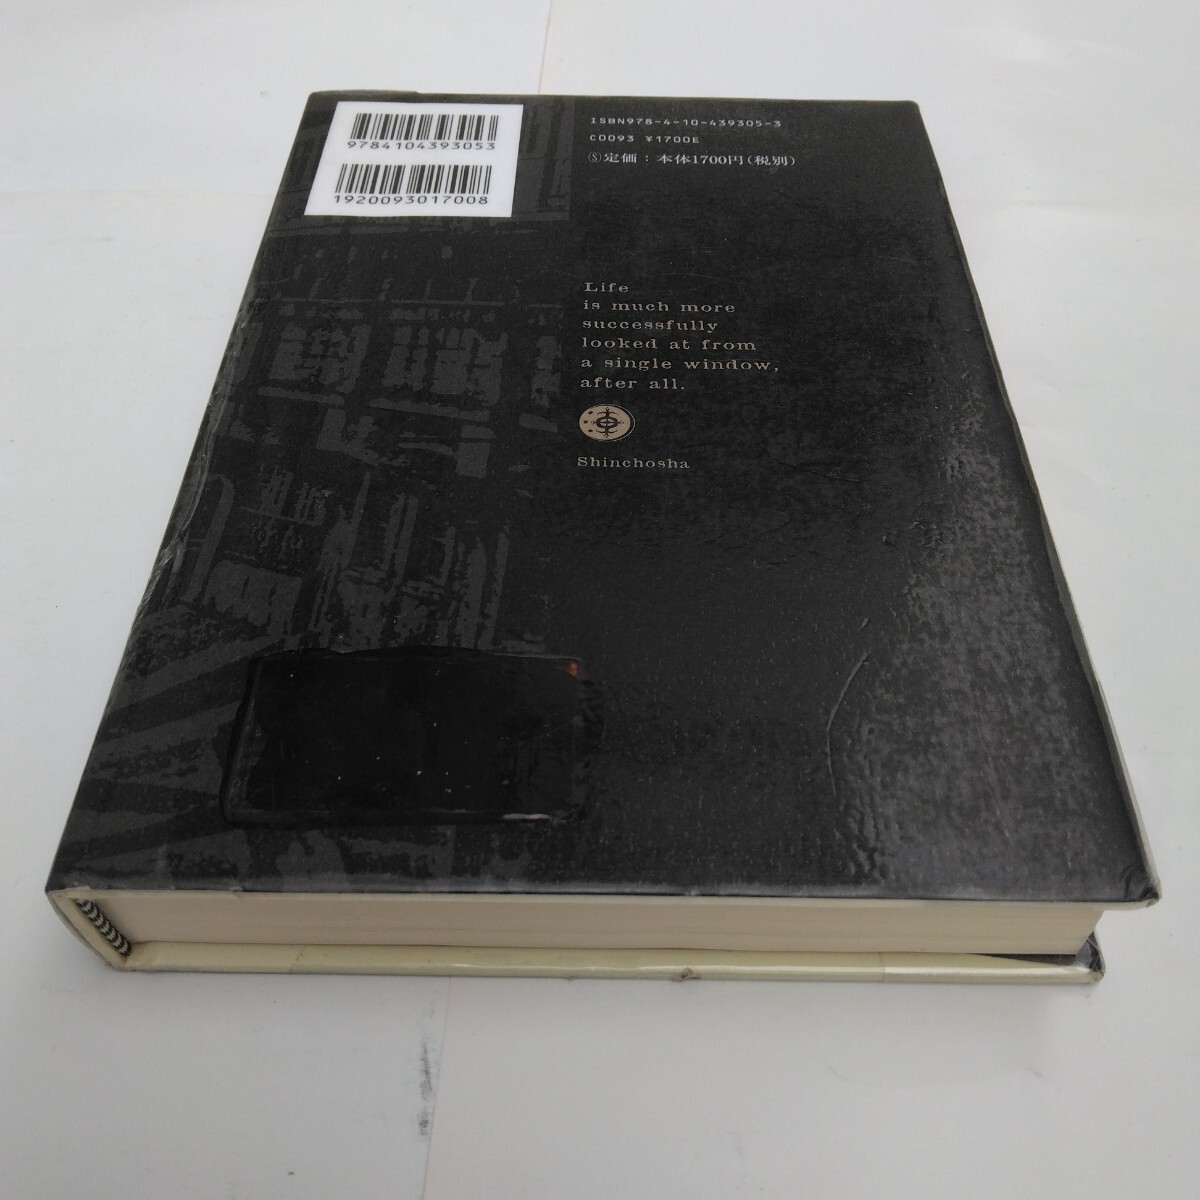 9784104393053
1920093017008
ISBN978-4-10-439305-3
C0093 ¥1700E
Ⓢ定価：本体1700円(税別)
Life
is much more
successfully
looked at from
a single window,
after all.
Shinchosha